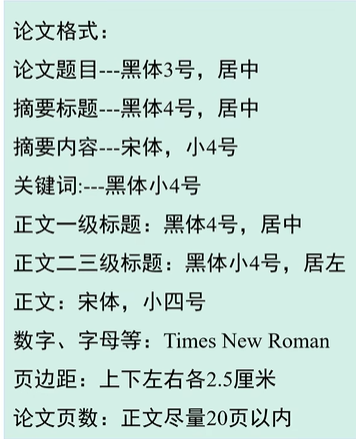 论文格式：
论文题目---黑体3号，居中
摘要标题---黑体4号，居中
摘要内容---宋体，小4号
关键词:---黑体小4号
正文一级标题：黑体4号，居中
正文二三级标题：黑体小4号，居左
正文：宋体，小四号
数字、字母等：Times New Roman
页边距：上下左右各2.5厘米
论文页数：正文尽量20页以内